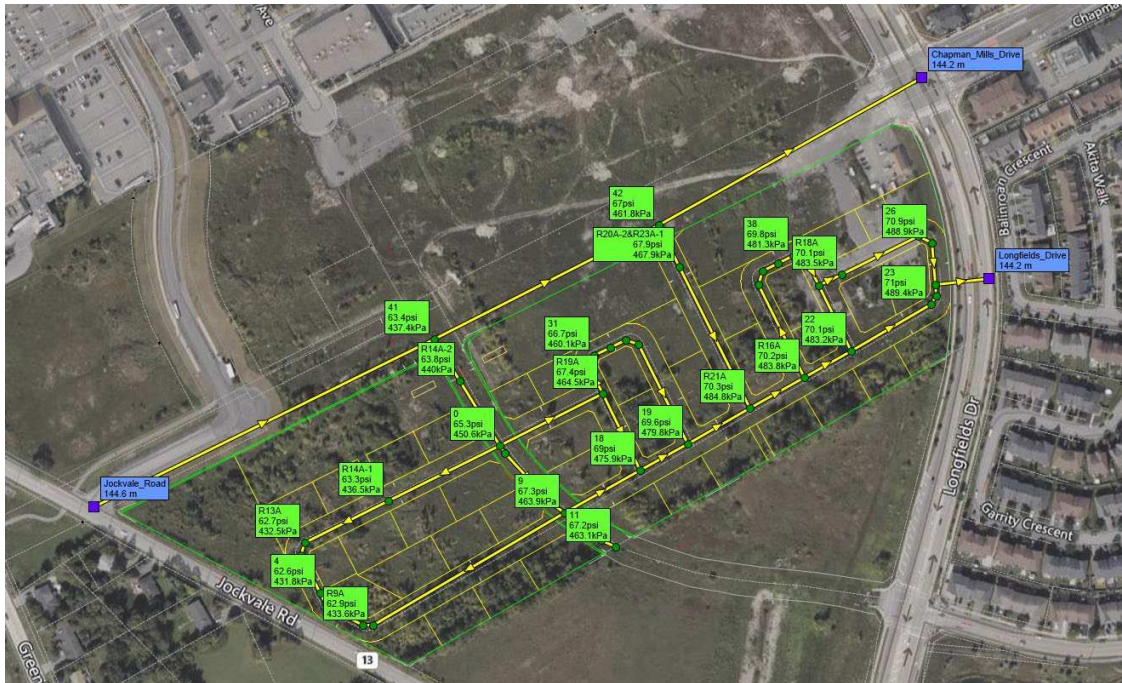 Ave
Chapman
Chapman_Mills_Drive
144.2 m
Balinroan Crescent
Akita Walk
42
67psi
461.8kPa
R20A-2&R23A-1
67.9psi
467.9kPa
38
69.8psi
481.3kPa
R18A
70.1psi
483.5kPa
26
70.9psi
488.9kPa
Longfields_Drive
144.2 m
23
71psi
489.4kPa
41
63.4psi
437.4kPa
31
66.7psi
460.1kPa
22
70.1psi
483.2kPa
R14A-2
63.8psi
440kPa
R19A
67.4psi
464.5kPa
R16A
70.2psi
483.8kPa
R21A
70.3psi
484.8kPa
0
65.3psi
450.6kPa
19
69.6psi
479.8kPa
Longfields Dr
18
69psi
475.9kPa
R14A-1
63.3psi
436.5kPa
9
67.3psi
463.9kPa
Jockvale_Road
144.6 m
R13A
62.7psi
432.5kPa
11
67.2psi
463.1kPa
Garrity Crescent
4
62.6psi
431.8kPa
R9A
62.9psi
433.6kPa
Jockvale Rd
Green
13